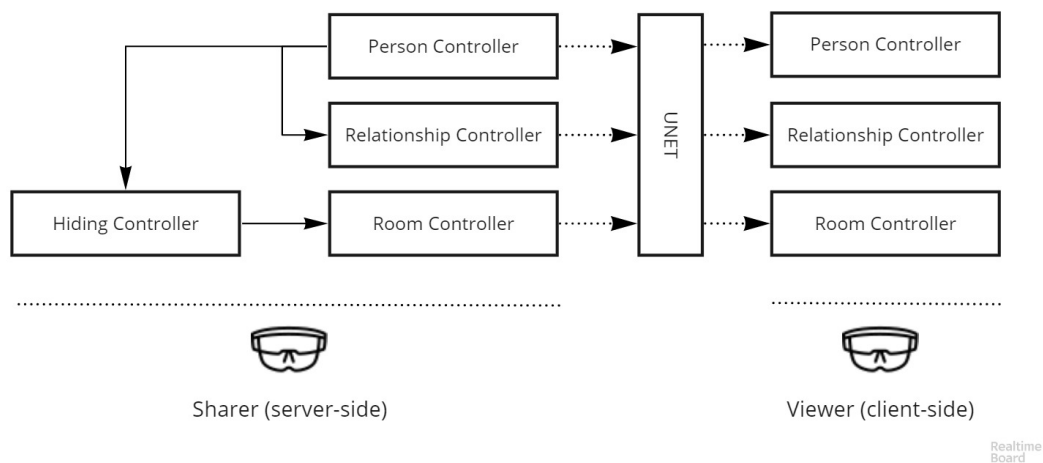 Person Controller
Person Controller
Relationship Controller
UNET
Relationship Controller
Hiding Controller
Room Controller
Room Controller
Sharer (server-side)
Viewer (client-side)
Realtime
Board